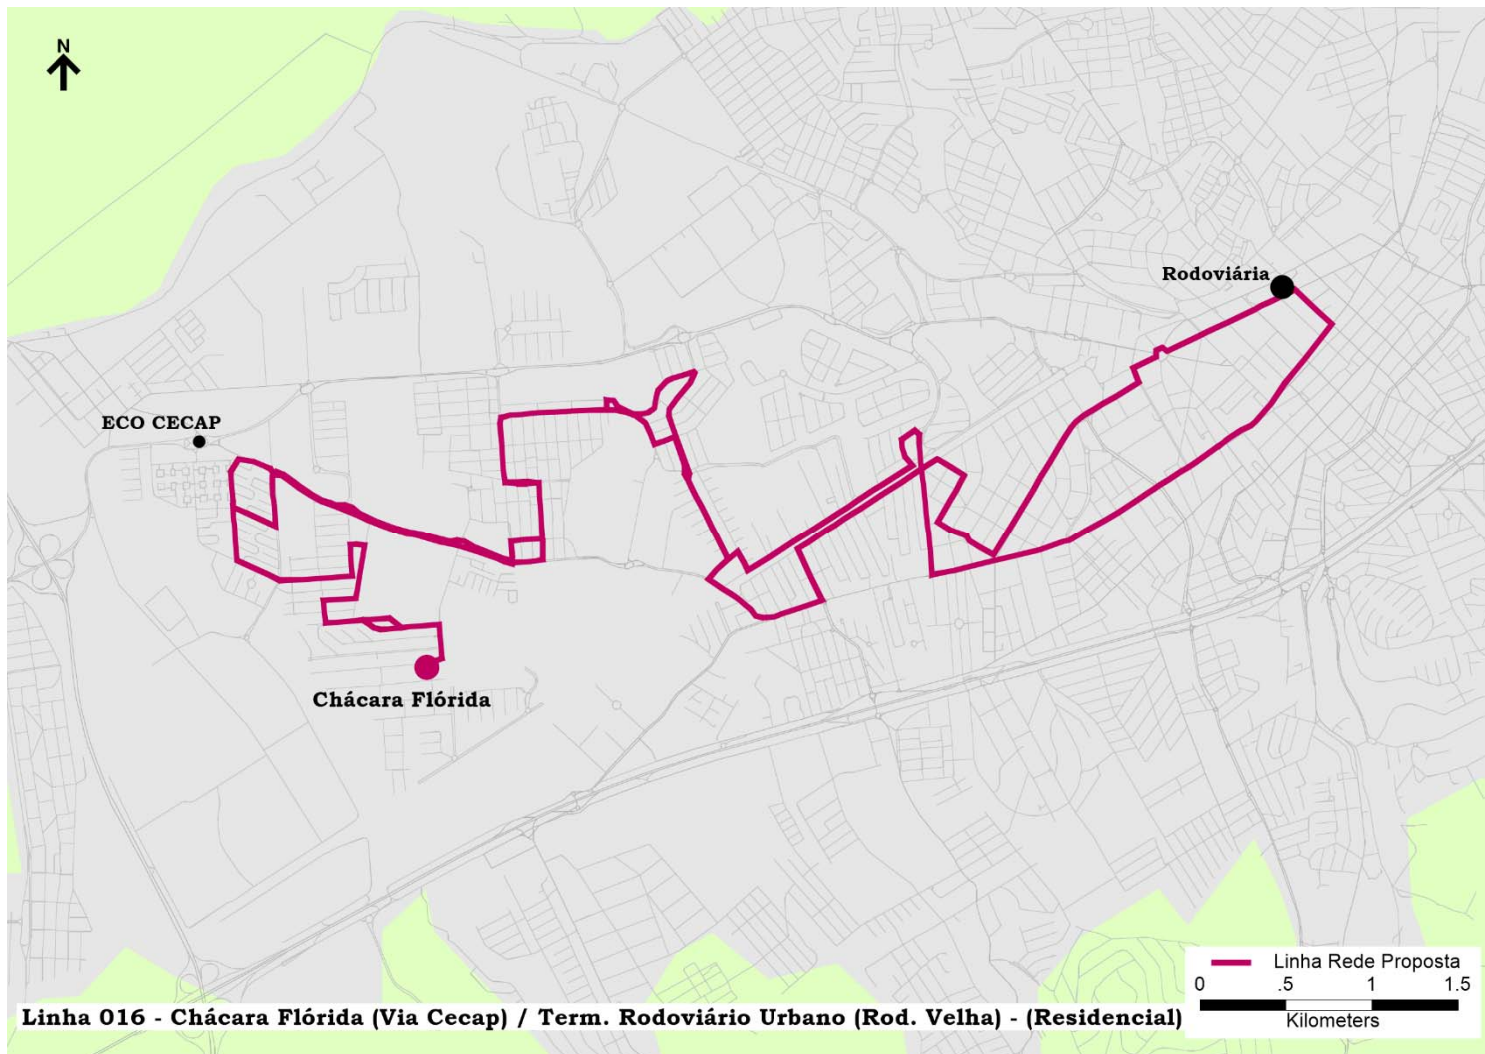 N
Rodoviária
ECO CECAP
Chácara Flórida
Linha Rede Proposta
0 .5 1 1.5
Kilometers
Linha 016 - Chácara Flórida (Via Cecap) / Term. Rodoviário Urbano (Rod. Velha) - (Residencial)